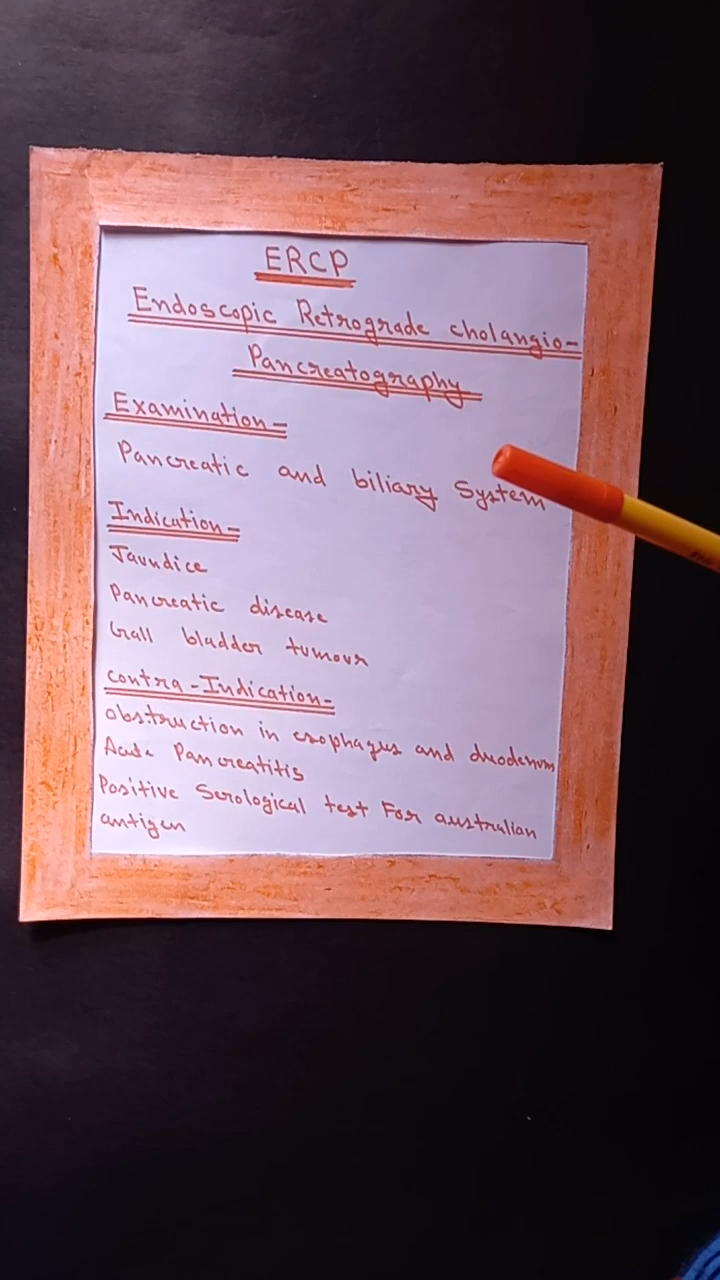 ERCP
Endoscopic Retrograde cholangio-
Pancreatography
Examination-
Pancreatic and biliary System
Indication-
Jaundice
Pancreatic disease
Gall bladder tumour
contra-Indication-
obstruction in esophagus and duodenum
Acute Pancreatitis
Positive Serological test For australian
antigen